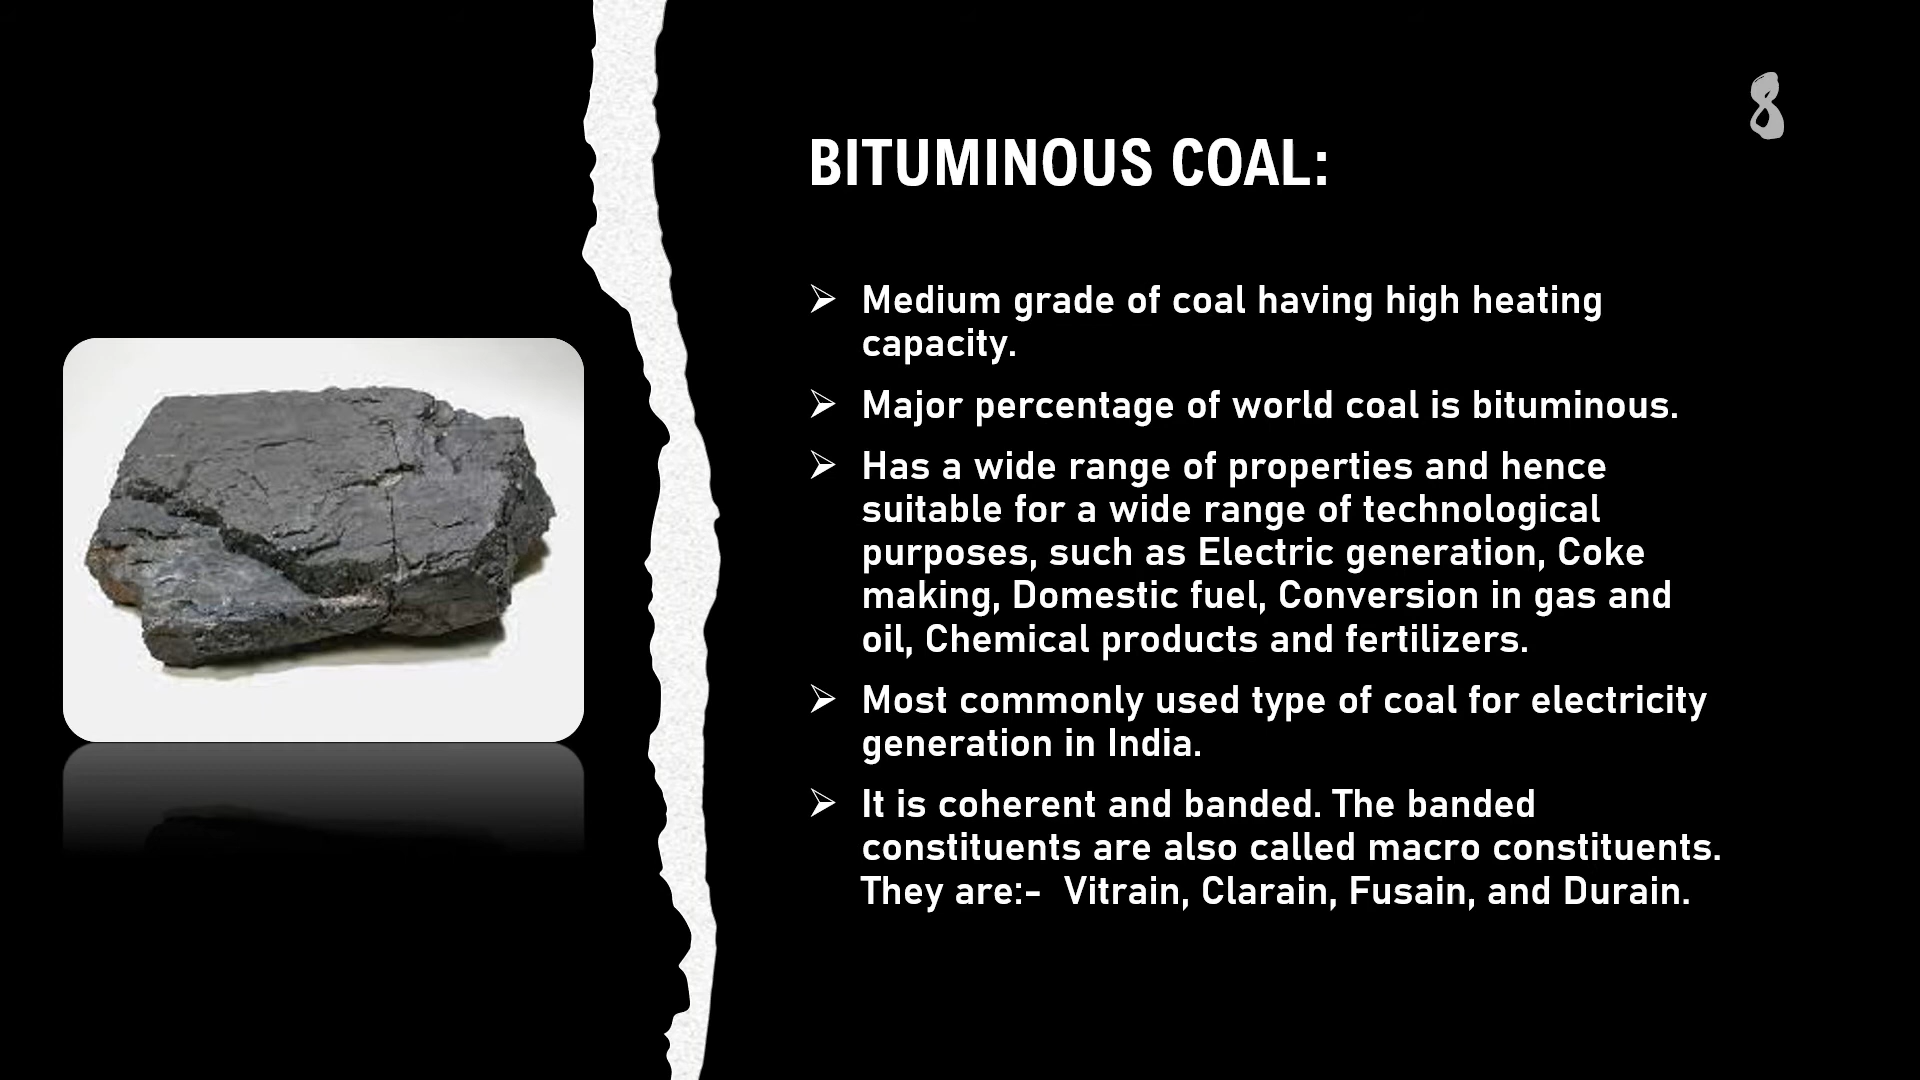 8
BITUMINOUS COAL:
➢ Medium grade of coal having high heating
capacity.
➢ Major percentage of world coal is bituminous.
➢ Has a wide range of properties and hence
suitable for a wide range of technological
purposes, such as Electric generation, Coke
making, Domestic fuel, Conversion in gas and
oil, Chemical products and fertilizers.
➢ Most commonly used type of coal for electricity
generation in India.
➢ It is coherent and banded. The banded
constituents are also called macro constituents.
They are:-  Vitrain, Clarain, Fusain, and Durain.